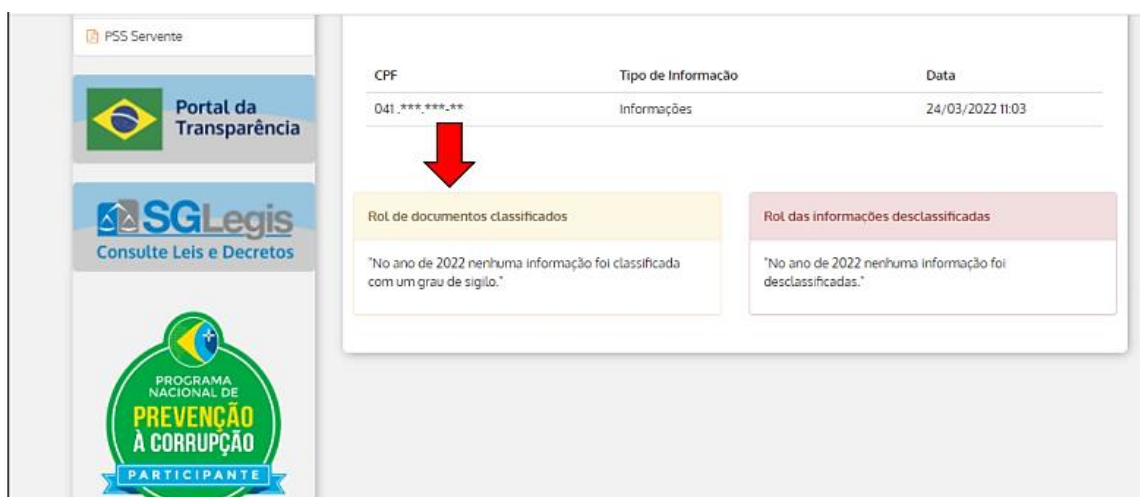 PSS Servente
Portal da
Transparência
SGLegis
Consulte Leis e Decretos
PROGRAMA
NACIONAL DE
PREVENÇÃO
À CORRUPÇÃO
PARTICIPANTE
CPF Tipo de Informacão Data
041.***.***-** Informações 24/03/2022 11:03
Rol de documentos classificados
"No ano de 2022 nenhuma informação foi classificada
com um grau de sigilo."
Rol das informações desclassificadas
"No ano de 2022 nenhuma informação foi
desclassificadas."